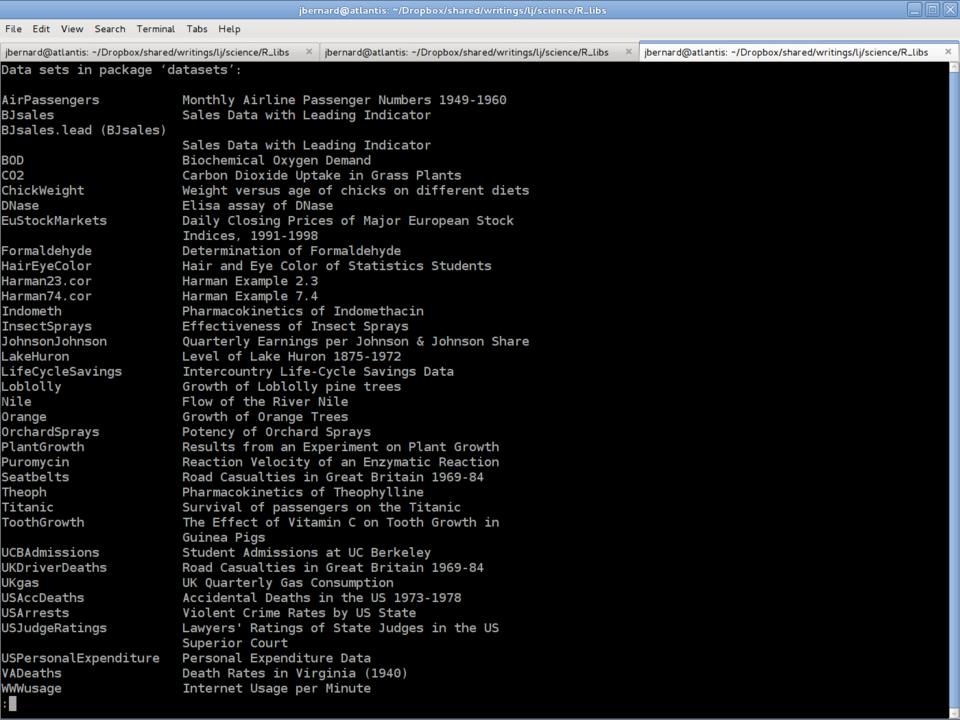 jbernard@atlantis: ~/Dropbox/shared/writings/lj/science/R_libs
File Edit View Search Terminal Tabs Help
jbernard@atlantis: ~/Dropbox/shared/writings/lj/science/R_libs × jbernard@atlantis: ~/Dropbox/shared/writings/lj/science/R_libs × jbernard@atlantis: ~/Dropbox/shared/writings/lj/science/R_libs ×
Data sets in package ‘datasets’:
AirPassengers Monthly Airline Passenger Numbers 1949-1960
BJsales Sales Data with Leading Indicator
BJsales.lead (BJsales)
Sales Data with Leading Indicator
BOD Biochemical Oxygen Demand
CO2 Carbon Dioxide Uptake in Grass Plants
ChickWeight Weight versus age of chicks on different diets
DNase Elisa assay of DNase
EuStockMarkets Daily Closing Prices of Major European Stock
Indices, 1991-1998
Formaldehyde Determination of Formaldehyde
HairEyeColor Hair and Eye Color of Statistics Students
Harman23.cor Harman Example 2.3
Harman74.cor Harman Example 7.4
Indometh Pharmacokinetics of Indomethacin
InsectSprays Effectiveness of Insect Sprays
JohnsonJohnson Quarterly Earnings per Johnson & Johnson Share
LakeHuron Level of Lake Huron 1875-1972
LifeCycleSavings Intercountry Life-Cycle Savings Data
Loblolly Growth of Loblolly pine trees
Nile Flow of the River Nile
Orange Growth of Orange Trees
OrchardSprays Potency of Orchard Sprays
PlantGrowth Results from an Experiment on Plant Growth
Puromycin Reaction Velocity of an Enzymatic Reaction
Seatbelts Road Casualties in Great Britain 1969-84
Theoph Pharmacokinetics of Theophylline
Titanic Survival of passengers on the Titanic
ToothGrowth The Effect of Vitamin C on Tooth Growth in
Guinea Pigs
UCBAdmissions Student Admissions at UC Berkeley
UKDriverDeaths Road Casualties in Great Britain 1969-84
UKgas UK Quarterly Gas Consumption
USAccDeaths Accidental Deaths in the US 1973-1978
USArrests Violent Crime Rates by US State
USJudgeRatings Lawyers' Ratings of State Judges in the US
Superior Court
USPersonalExpenditure Personal Expenditure Data
VADeaths Death Rates in Virginia (1940)
WWWusage Internet Usage per Minute
: